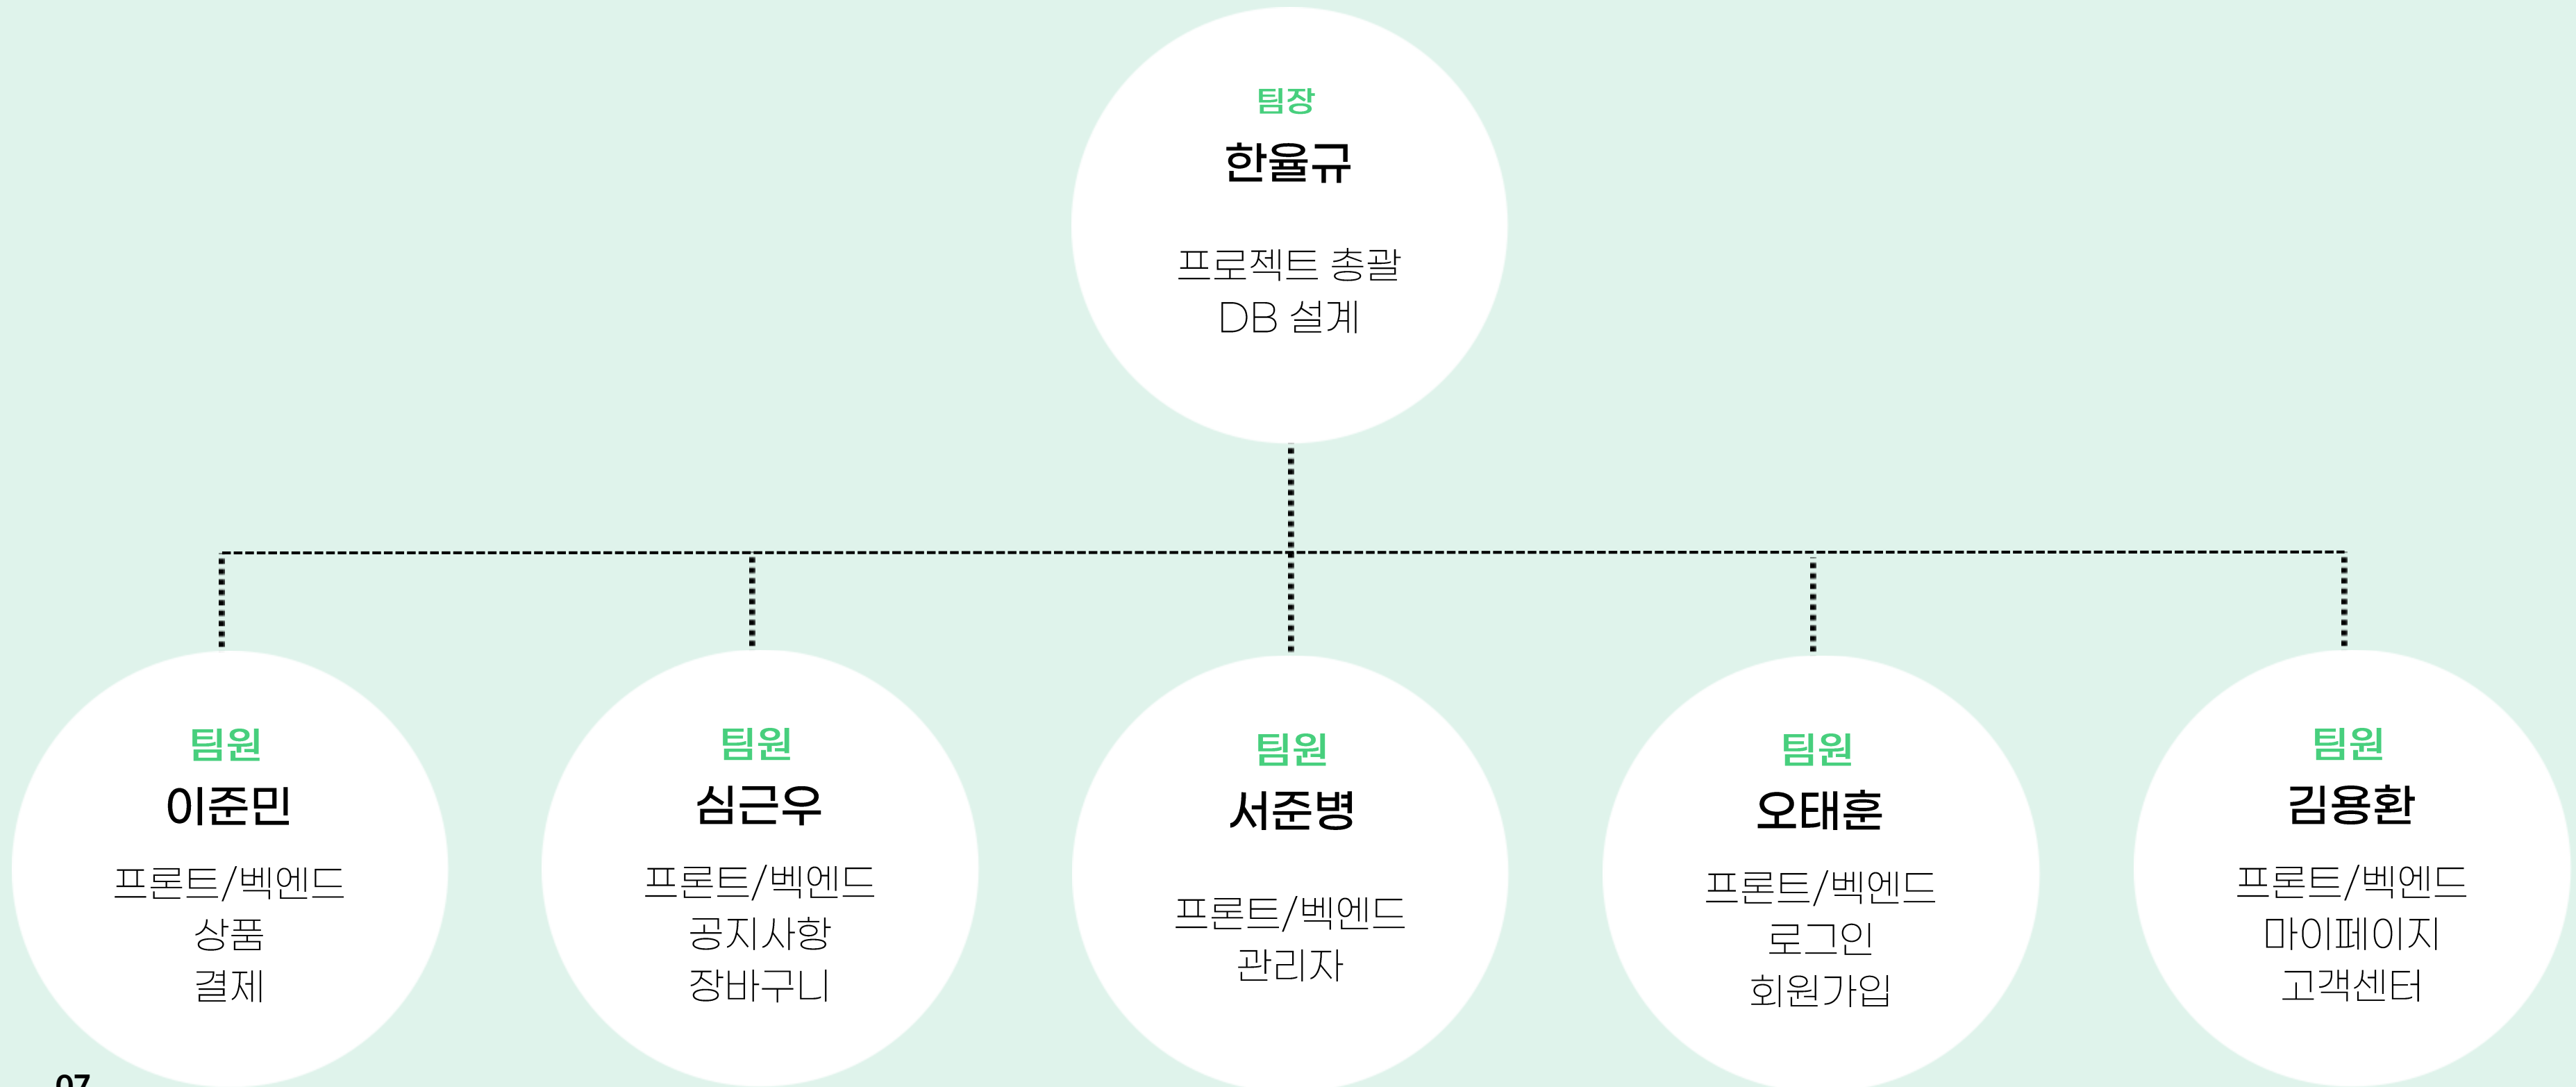 팀장
한율규
프로젝트 총괄
DB 설계
팀원
이준민
프론트/벡엔드
상품
결제
팀원
심근우
프론트/벡엔드
공지사항
장바구니
팀원
서준병
프론트/벡엔드
관리자
팀원
오태훈
프론트/벡엔드
로그인
회원가입
팀원
김용환
프론트/벡엔드
마이페이지
고객센터
07